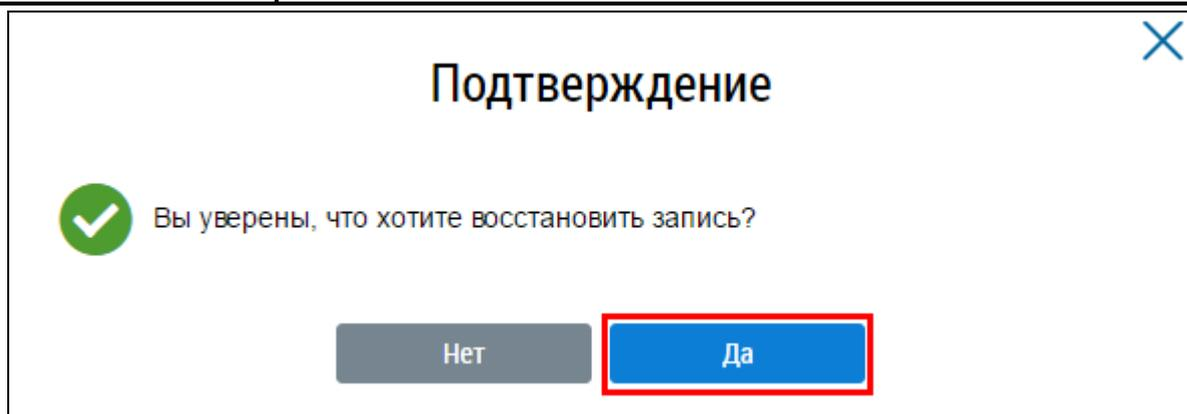 Подтверждение
Вы уверены, что хотите восстановить запись?
Нет Да